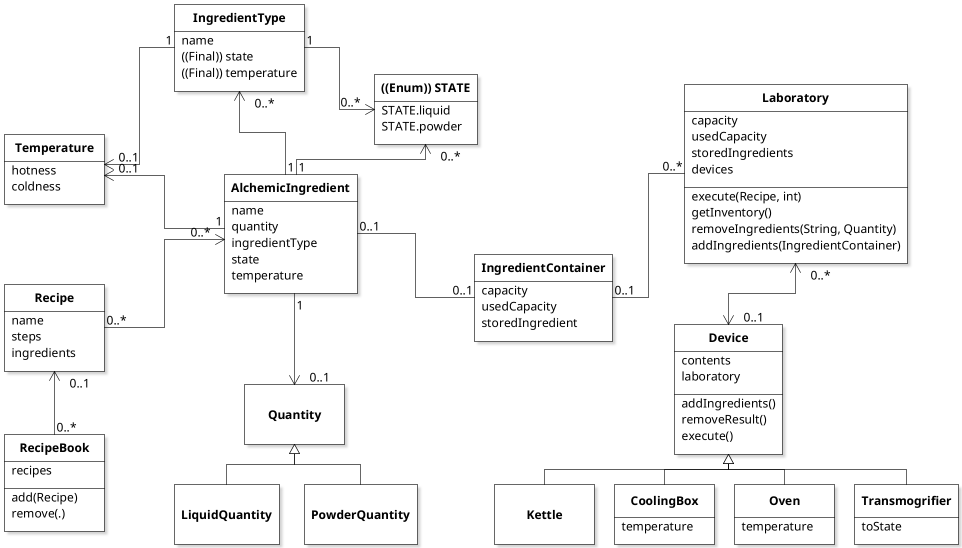 IngredientType
name
((Final)) state
((Final)) temperature
1
1
0..*
((Enum)) STATE
STATE.liquid
STATE.powder
0..*
0..*
Laboratory
capacity
usedCapacity
storedIngredients
devices
execute(Recipe, int)
getInventory()
removeIngredients(String, Quantity)
addIngredients(IngredientContainer)
0..*
0..*
Temperature
hotness
coldness
0..1
0..1
AlchemicIngredient
name
quantity
ingredientType
state
temperature
1
1
1
0..*
0..1
1
IngredientContainer
capacity
usedCapacity
storedIngredient
0..1
0..1
Recipe
name
steps
ingredients
0..*
0..1
Device
contents
laboratory
addIngredients()
removeResult()
execute()
0..1
Quantity
0..1
RecipeBook
recipes
add(Recipe)
remove(.)
0..*
LiquidQuantity
PowderQuantity
Kettle
CoolingBox
temperature
Oven
temperature
Transmogrifier
toState